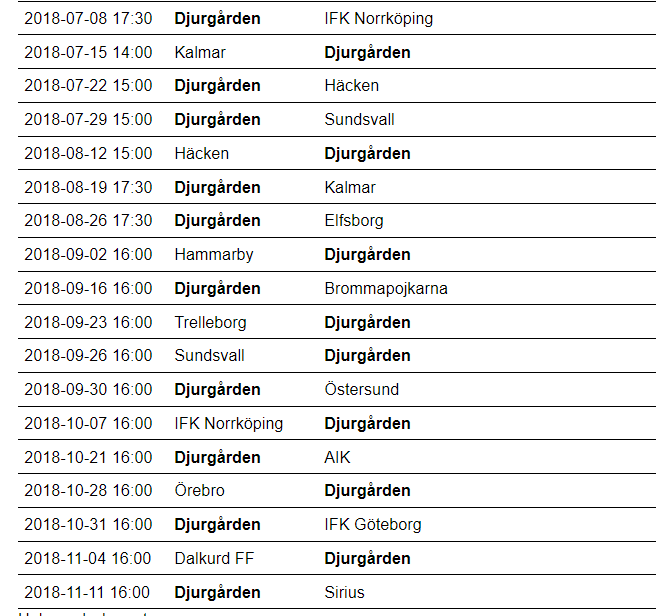 2018-07-08 17:30 Djurgården IFK Norrköping
2018-07-15 14:00 Kalmar Djurgården
2018-07-22 15:00 Djurgården Häcken
2018-07-29 15:00 Djurgården Sundsvall
2018-08-12 15:00 Häcken Djurgården
2018-08-19 17:30 Djurgården Kalmar
2018-08-26 17:30 Djurgården Elfsborg
2018-09-02 16:00 Hammarby Djurgården
2018-09-16 16:00 Djurgården Brommapojkarna
2018-09-23 16:00 Trelleborg Djurgården
2018-09-26 16:00 Sundsvall Djurgården
2018-09-30 16:00 Djurgården Östersund
2018-10-07 16:00 IFK Norrköping Djurgården
2018-10-21 16:00 Djurgården AIK
2018-10-28 16:00 Örebro Djurgården
2018-10-31 16:00 Djurgården IFK Göteborg
2018-11-04 16:00 Dalkurd FF Djurgården
2018-11-11 16:00 Djurgården Sirius